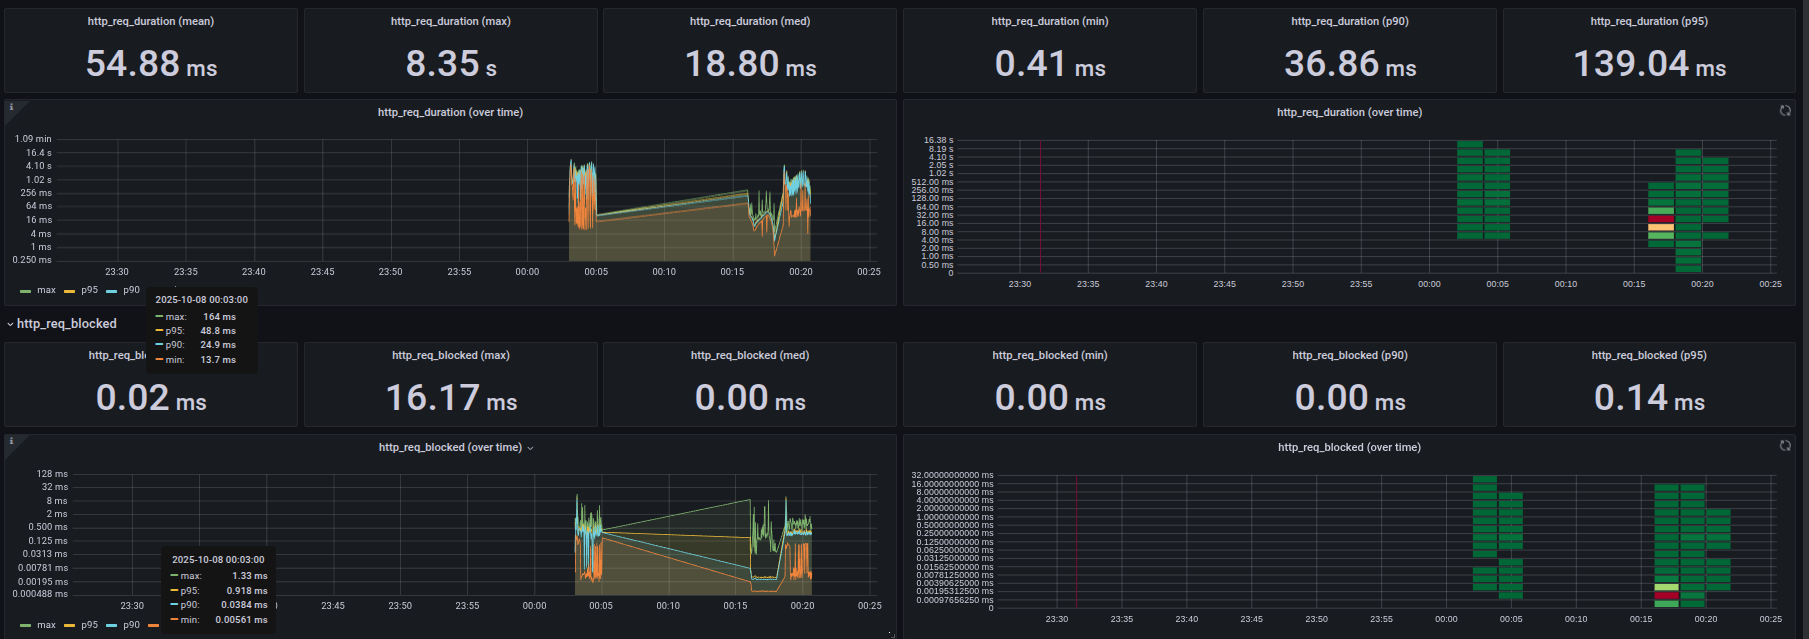 http_req_duration (mean)
54.88 ms
http_req_duration (max)
8.35 s
http_req_duration (med)
18.80 ms
http_req_duration (min)
0.41 ms
http_req_duration (p90)
36.86 ms
http_req_duration (p95)
139.04 ms
http_req_duration (over time)
1.09 min
16.4 s
4.10 s
1.02 s
256 ms
64 ms
16 ms
4 ms
1 ms
0.250 ms
23:30 23:35 23:40 23:45 23:50 23:55 00:00 00:05 00:10 00:15 00:20 00:25
max p95 p90
2025-10-08 00:03:00
max: 164 ms
p95: 48.8 ms
p90: 24.9 ms
min: 13.7 ms
http_req_duration (over time)
16.38 s
8.19 s
4.10 s
2.05 s
1.02 s
512.00 ms
256.00 ms
128.00 ms
64.00 ms
32.00 ms
16.00 ms
8.00 ms
4.00 ms
2.00 ms
1.00 ms
0.50 ms
0
23:30 23:35 23:40 23:45 23:50 23:55 00:00 00:05 00:10 00:15 00:20 00:25
http_req_blocked
http_req_bl
0.02 ms
http_req_blocked (max)
16.17 ms
http_req_blocked (med)
0.00 ms
http_req_blocked (min)
0.00 ms
http_req_blocked (p90)
0.00 ms
http_req_blocked (p95)
0.14 ms
http_req_blocked (over time)
128 ms
32 ms
8 ms
2 ms
0.500 ms
0.125 ms
0.0313 ms
0.00781 ms
0.00195 ms
0.000488 ms
23:30 23:45 23:50 23:55 00:00 00:05 00:10 00:15 00:20 00:25
max p95 p90
2025-10-08 00:03:00
max: 1.33 ms
p95: 0.918 ms
p90: 0.0384 ms
min: 0.00561 ms
http_req_blocked (over time)
32.00000000000 ms
16.00000000000 ms
8.00000000000 ms
4.00000000000 ms
2.00000000000 ms
1.00000000000 ms
0.50000000000 ms
0.25000000000 ms
0.12500000000 ms
0.06250000000 ms
0.03125000000 ms
0.01562500000 ms
0.00781250000 ms
0.00390625000 ms
0.00195312500 ms
0.00097656250 ms
0
23:30 23:35 23:40 23:45 23:50 23:55 00:00 00:05 00:10 00:15 00:20 00:25